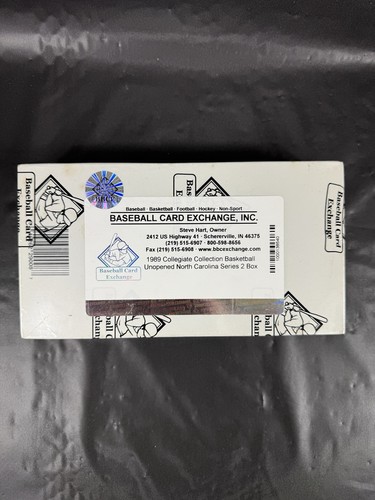 BBCE
Baseball · Basketball · Football · Hockey · Non-Sport
BASEBALL CARD EXCHANGE, INC.
Steve Hart, Owner
2412 US Highway 41 · Schererville, IN 46375
(219) 515-6907 · 800-598-8656
Fax (219) 515-6908 · www.bbcexchange.com
1989 Collegiate Collection Basketball
Unopened North Carolina Series 2 Box
Baseball Card
Exchange
Baseball Card
Exchange
Baseball Card
Exchange